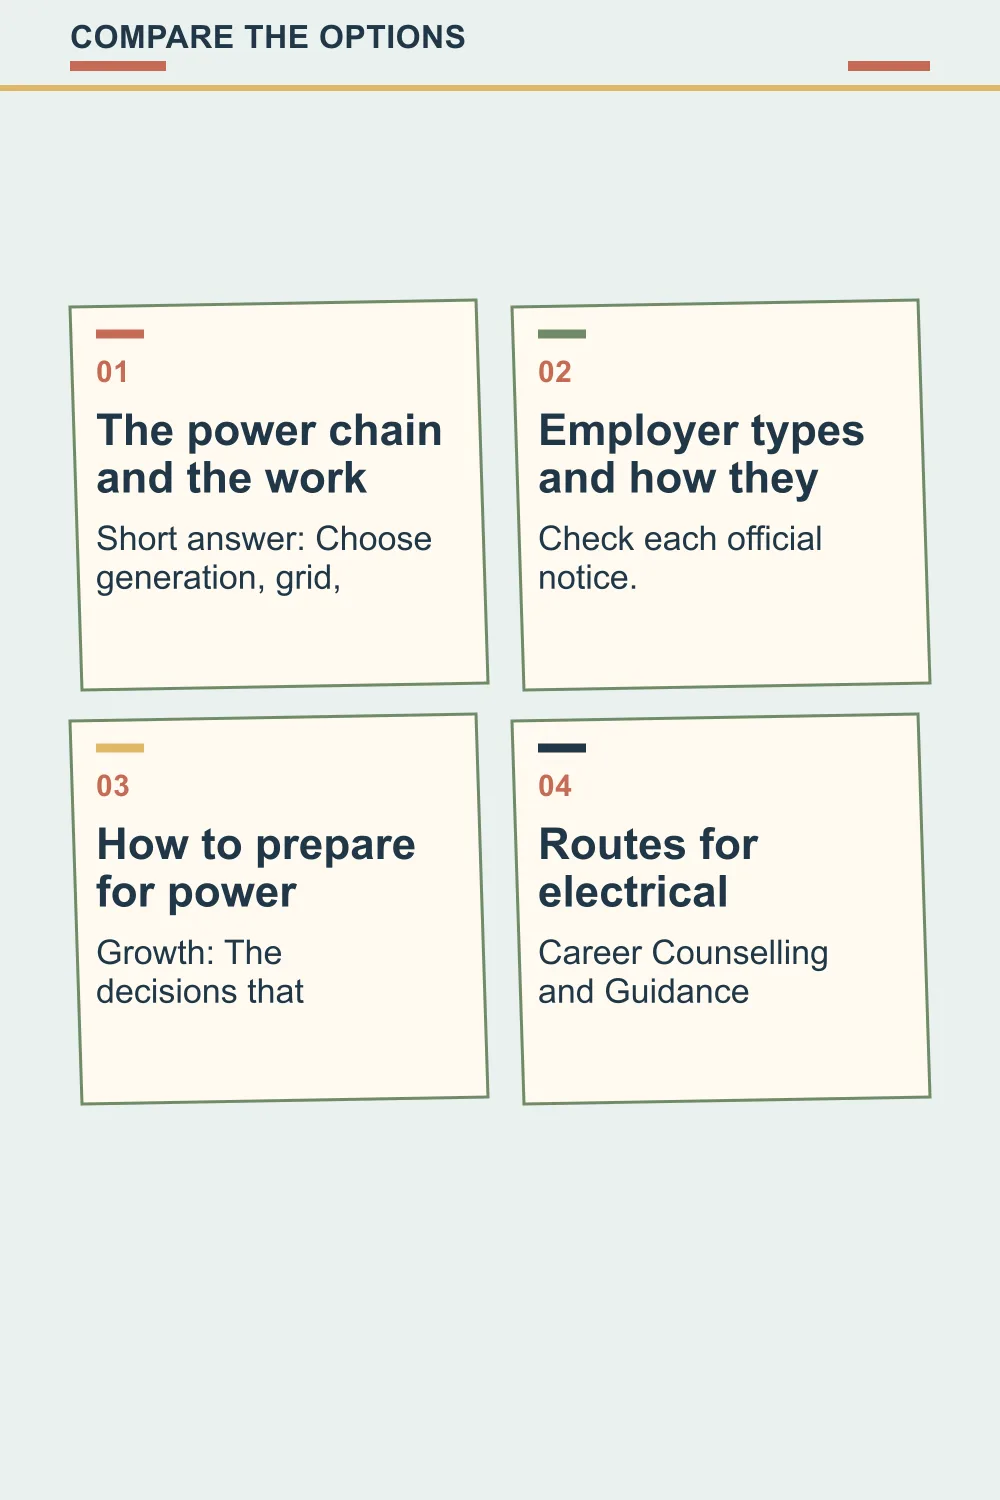 COMPARE THE OPTIONS
01
The power chain
and the work
Short answer: Choose
generation, grid,
02
Employer types
and how they
Check each official
notice.
03
How to prepare
for power
Growth: The
decisions that
04
Routes for
electrical
Career Counselling
and Guidance